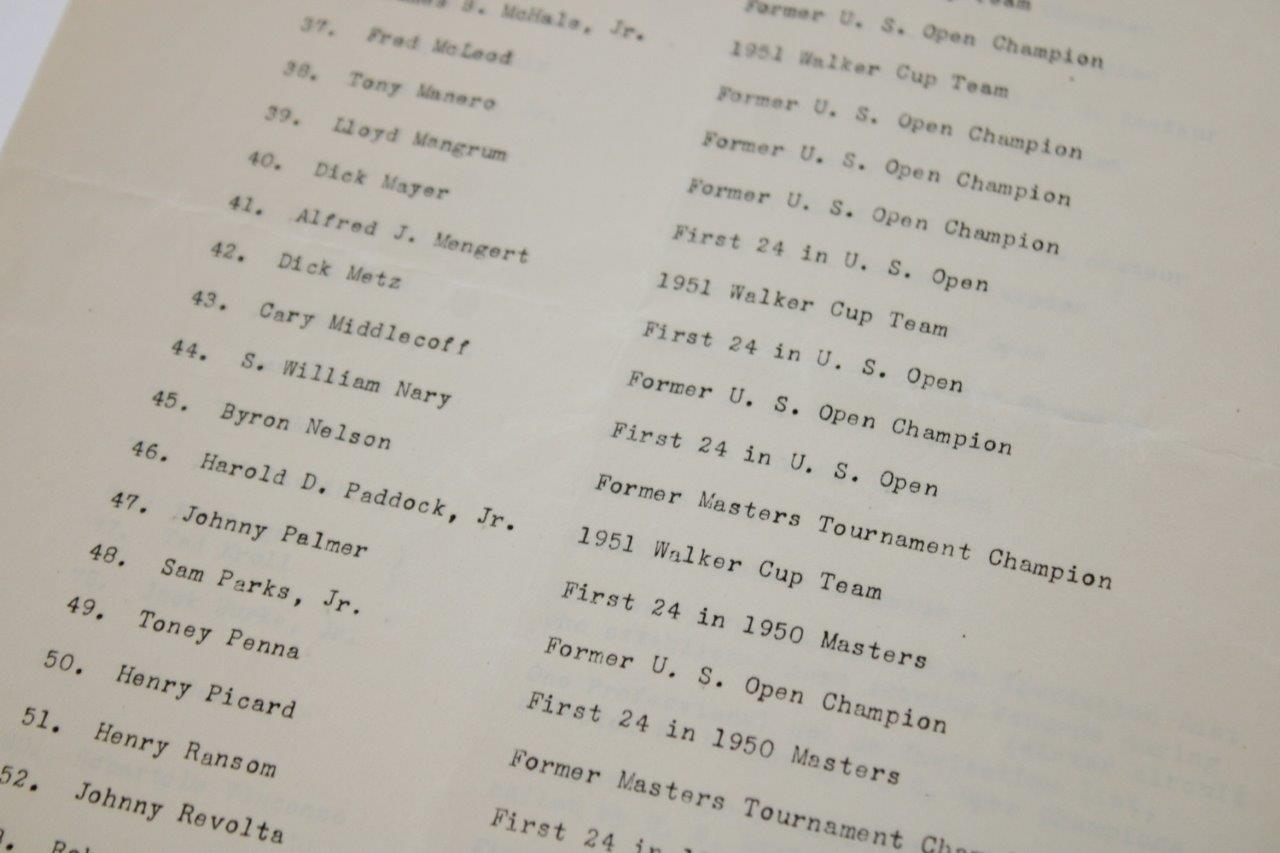 Team
Former U. S. Open Champion
B. McHale, Jr. 1951 Walker Cup Team
37. Fred McLeod Former U. S. Open Champion
38. Tony Manero Former U. S. Open Champion
39. Lloyd Mangrum Former U. S. Open Champion
40. Dick Mayer First 24 in U. S. Open
41. Alfred J. Mengert 1951 Walker Cup Team
42. Dick Metz First 24 in U. S. Open
43. Cary Middlecoff Former U. S. Open Champion
44. S. William Nary First 24 in U. S. Open
45. Byron Nelson Former Masters Tournament Champion
46. Harold D. Paddock, Jr. 1951 Walker Cup Team
47. Johnny Palmer First 24 in 1950 Masters
48. Sam Parks, Jr. Former U. S. Open Champion
49. Toney Penna First 24 in 1950 Masters
50. Henry Picard Former Masters Tournament
51. Henry Ransom First 24 in
52. Johnny Revolta